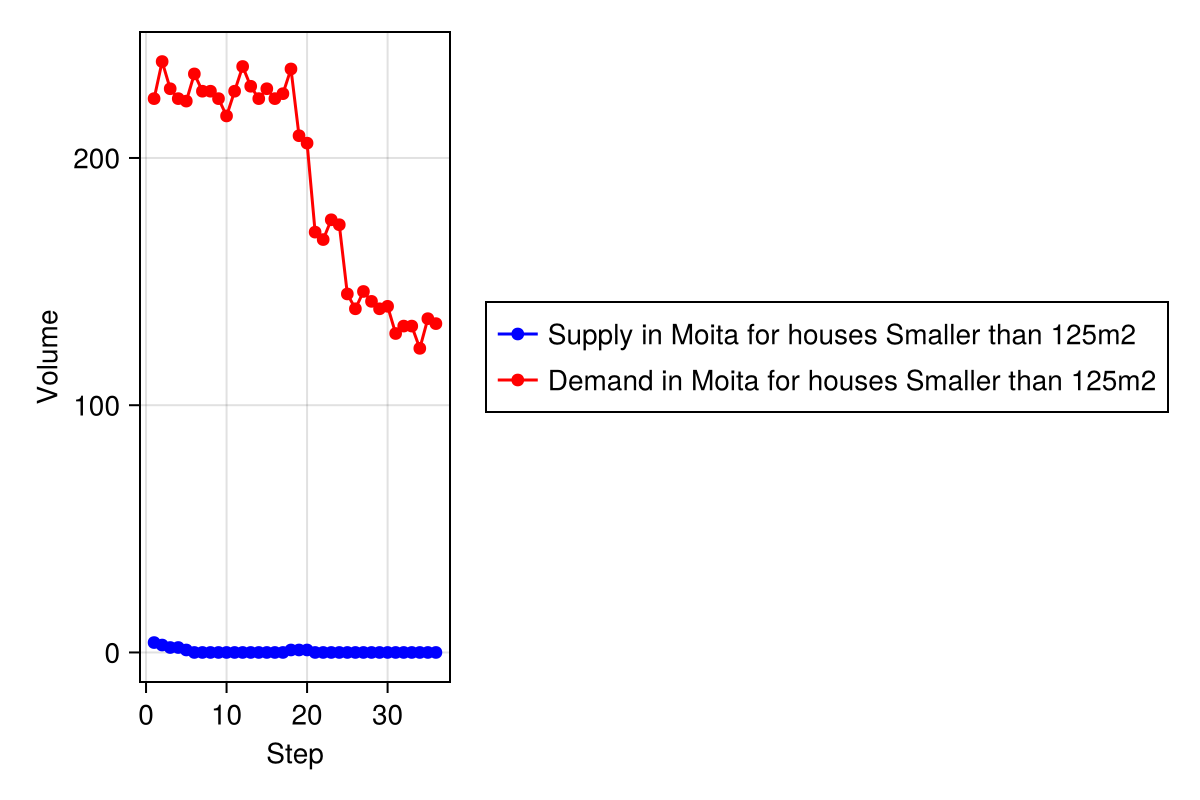 Volume
200
100
0
0 10 20 30
Step
Supply in Moita for houses Smaller than 125m2
Demand in Moita for houses Smaller than 125m2